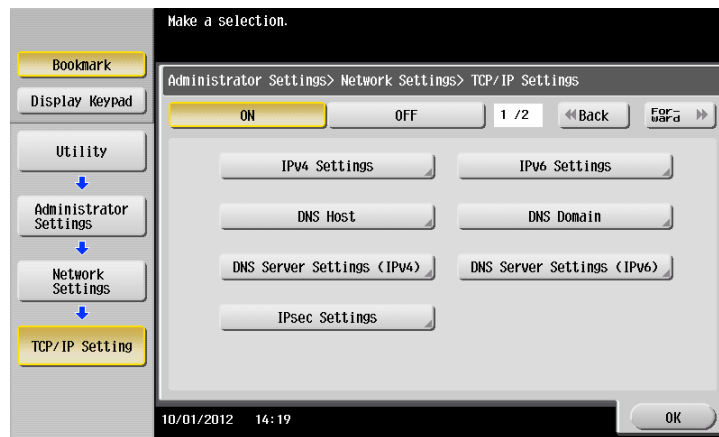 Make a selection.
Bookmark
Display Keypad
Utility
Administrator
Settings
Network
Settings
TCP/IP Setting
Administrator Settings> Network Settings> TCP/IP Settings
ON OFF 1 /2 Back For-
ward
IPv4 Settings IPv6 Settings
DNS Host DNS Domain
DNS Server Settings (IPv4) DNS Server Settings (IPv6)
IPsec Settings
10/01/2012 14:19 OK